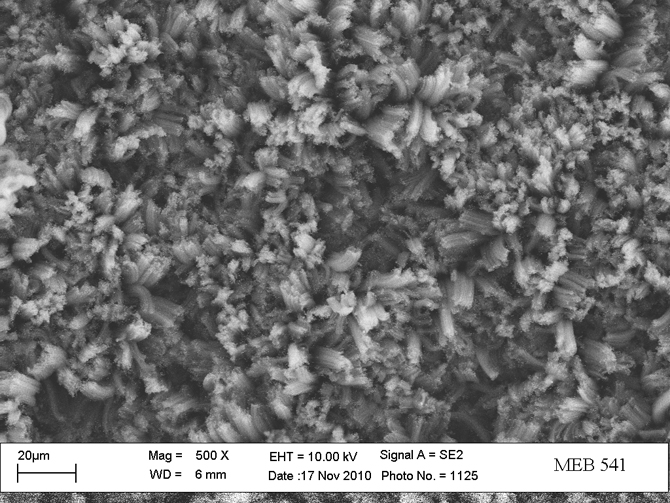 20µm
Mag = 500 X
EHT = 10.00 kV
Signal A = SE2
WD = 6 mm
Date :17 Nov 2010
Photo No. = 1125
MEB 541